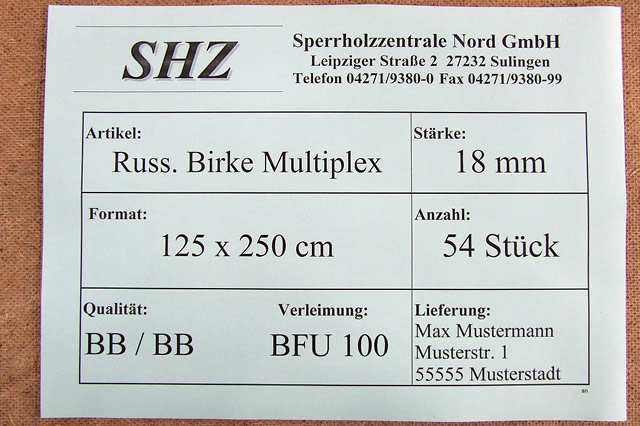 SHZ
Sperrholzzentrale Nord GmbH
Leipziger Straße 2 27232 Sulingen
Telefon 04271/9380-0 Fax 04271/9380-99
Artikel:
Russ. Birke Multiplex
Stärke:
18 mm
Format:
125 x 250 cm
Anzahl:
54 Stück
Qualität:
BB / BB
Verleimung:
BFU 100
Lieferung:
Max Mustermann
Musterstr. 1
55555 Musterstadt